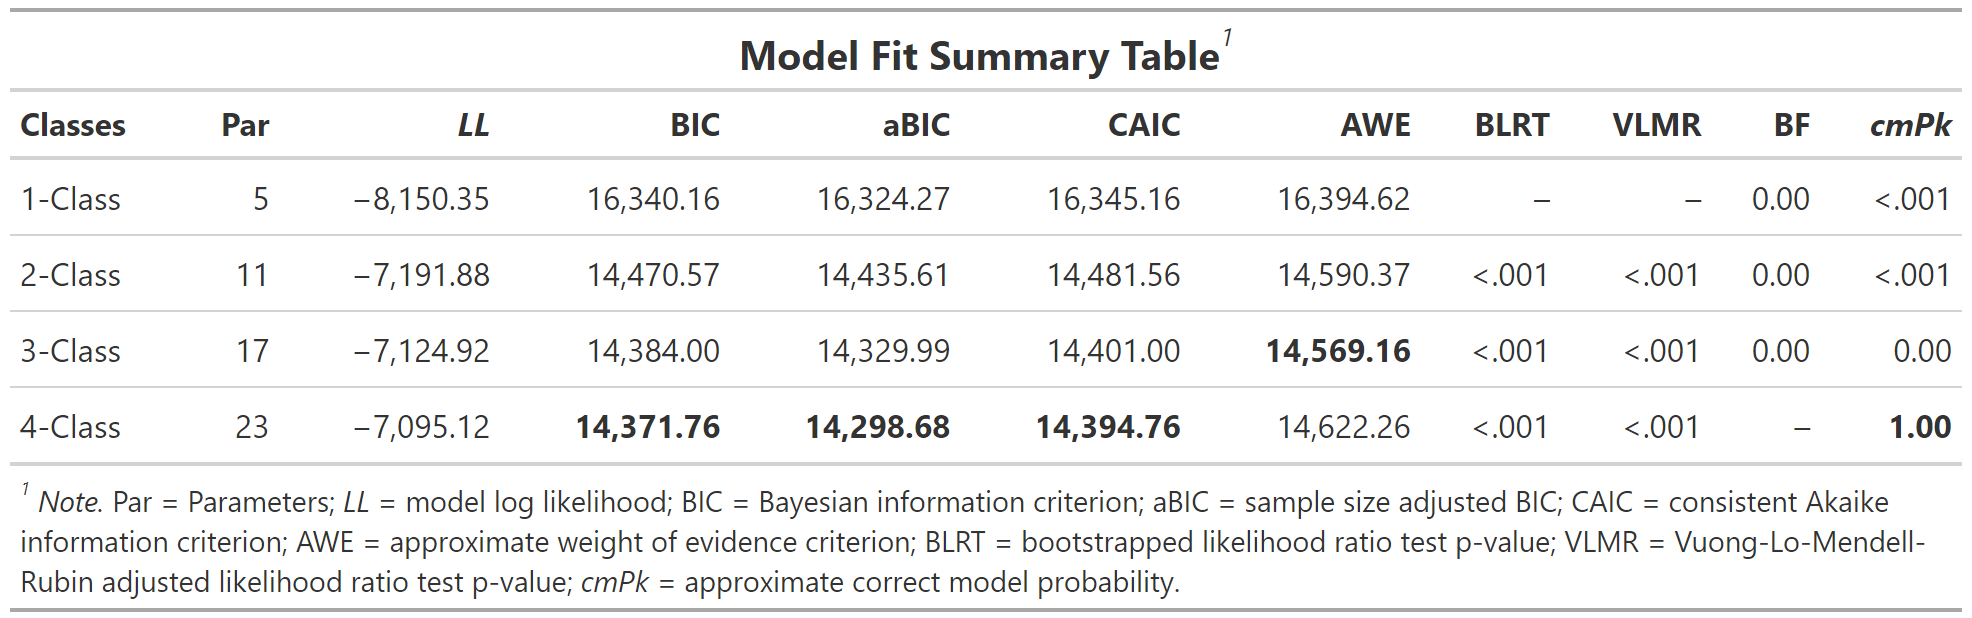 Model Fit Summary Table1
Classes Par LL BIC aBIC CAIC AWE BLRT VLMR BF cmPk
1-Class 5 −8,150.35 16,340.16 16,324.27 16,345.16 16,394.62 – – 0.00 <.001
2-Class 11 −7,191.88 14,470.57 14,435.61 14,481.56 14,590.37 <.001 <.001 0.00 <.001
3-Class 17 −7,124.92 14,384.00 14,329.99 14,401.00 14,569.16 <.001 <.001 0.00 0.00
4-Class 23 −7,095.12 14,371.76 14,298.68 14,394.76 14,622.26 <.001 <.001 – 1.00
1 Note. Par = Parameters; LL = model log likelihood; BIC = Bayesian information criterion; aBIC = sample size adjusted BIC; CAIC = consistent Akaike
information criterion; AWE = approximate weight of evidence criterion; BLRT = bootstrapped likelihood ratio test p-value; VLMR = Vuong-Lo-Mendell-
Rubin adjusted likelihood ratio test p-value; cmPk = approximate correct model probability.